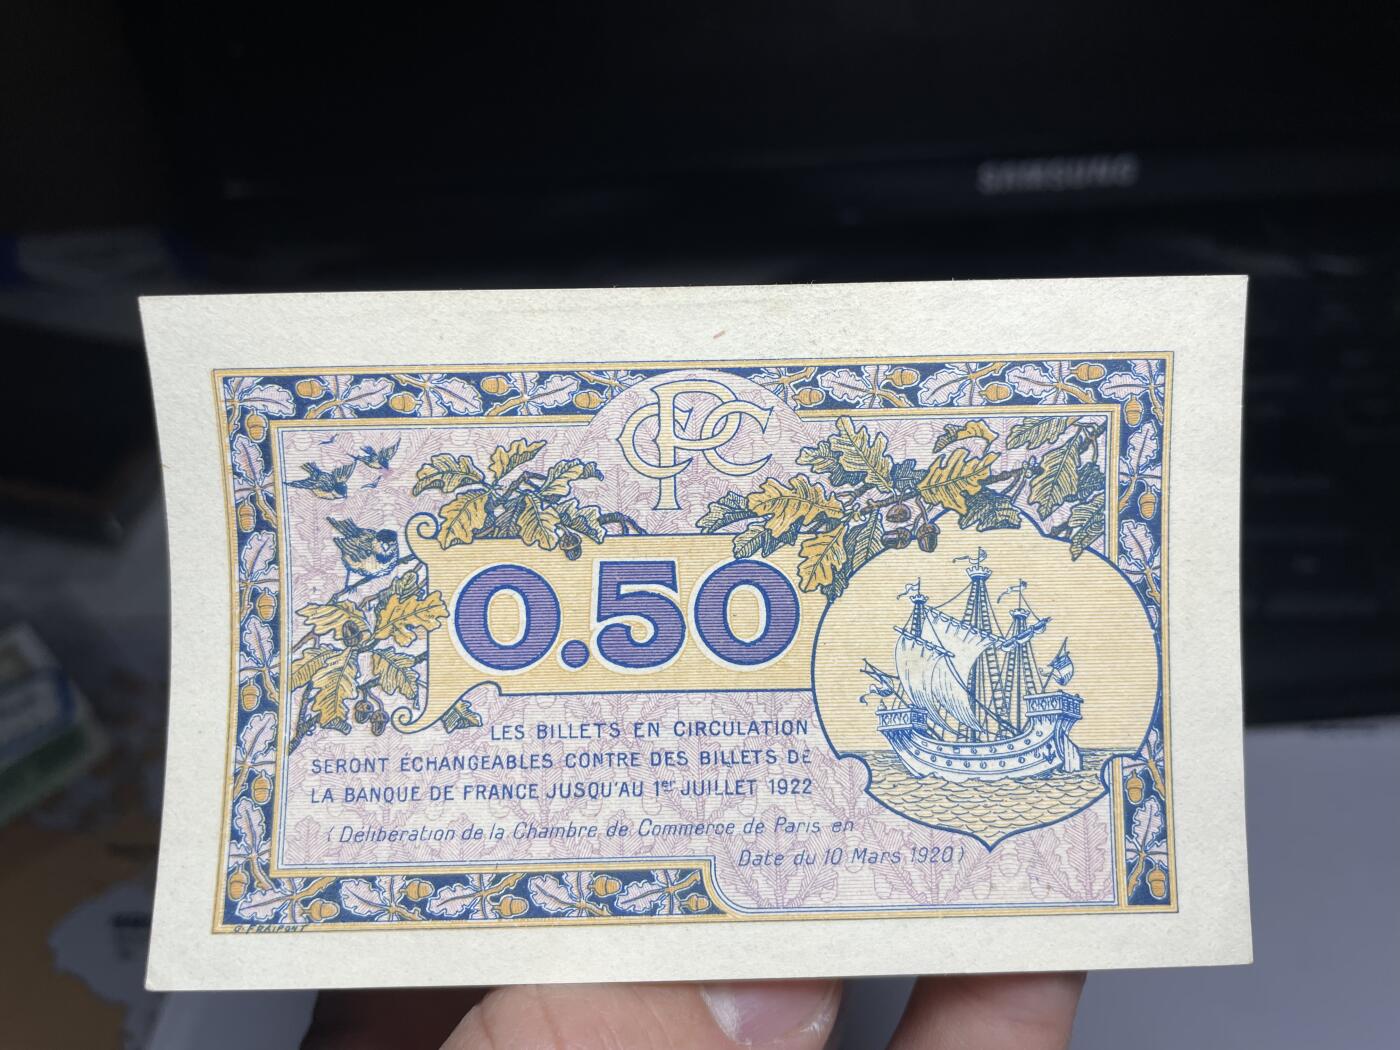 SAMSUNG
CPC
0.50
LES BILLETS EN CIRCULATION
SERONT ÉCHANGEABLES CONTRE DES BILLETS DE
LA BANQUE DE FRANCE JUSQU'AU 1er JUILLET 1922
(Délibération de la Chambre de Commerce de Paris en
Date du 10 Mars 1920)
G. FRAIPONT